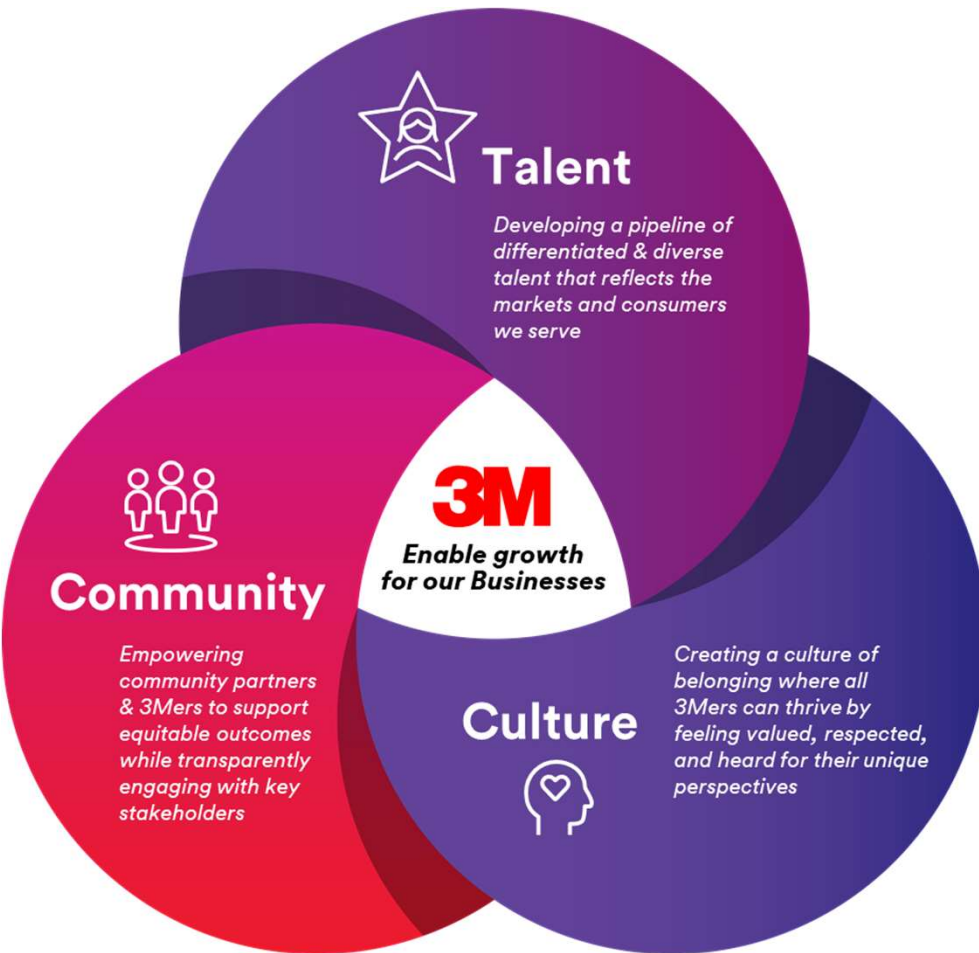 Talent
Developing a pipeline of
differentiated & diverse
talent that reflects the
markets and consumers
we serve
3M
Enable growth
for our Businesses
Community
Empowering
community partners
& 3Mers to support
equitable outcomes
while transparently
engaging with key
stakeholders
Culture
Creating a culture of
belonging where all
3Mers can thrive by
feeling valued, respected,
and heard for their unique
perspectives